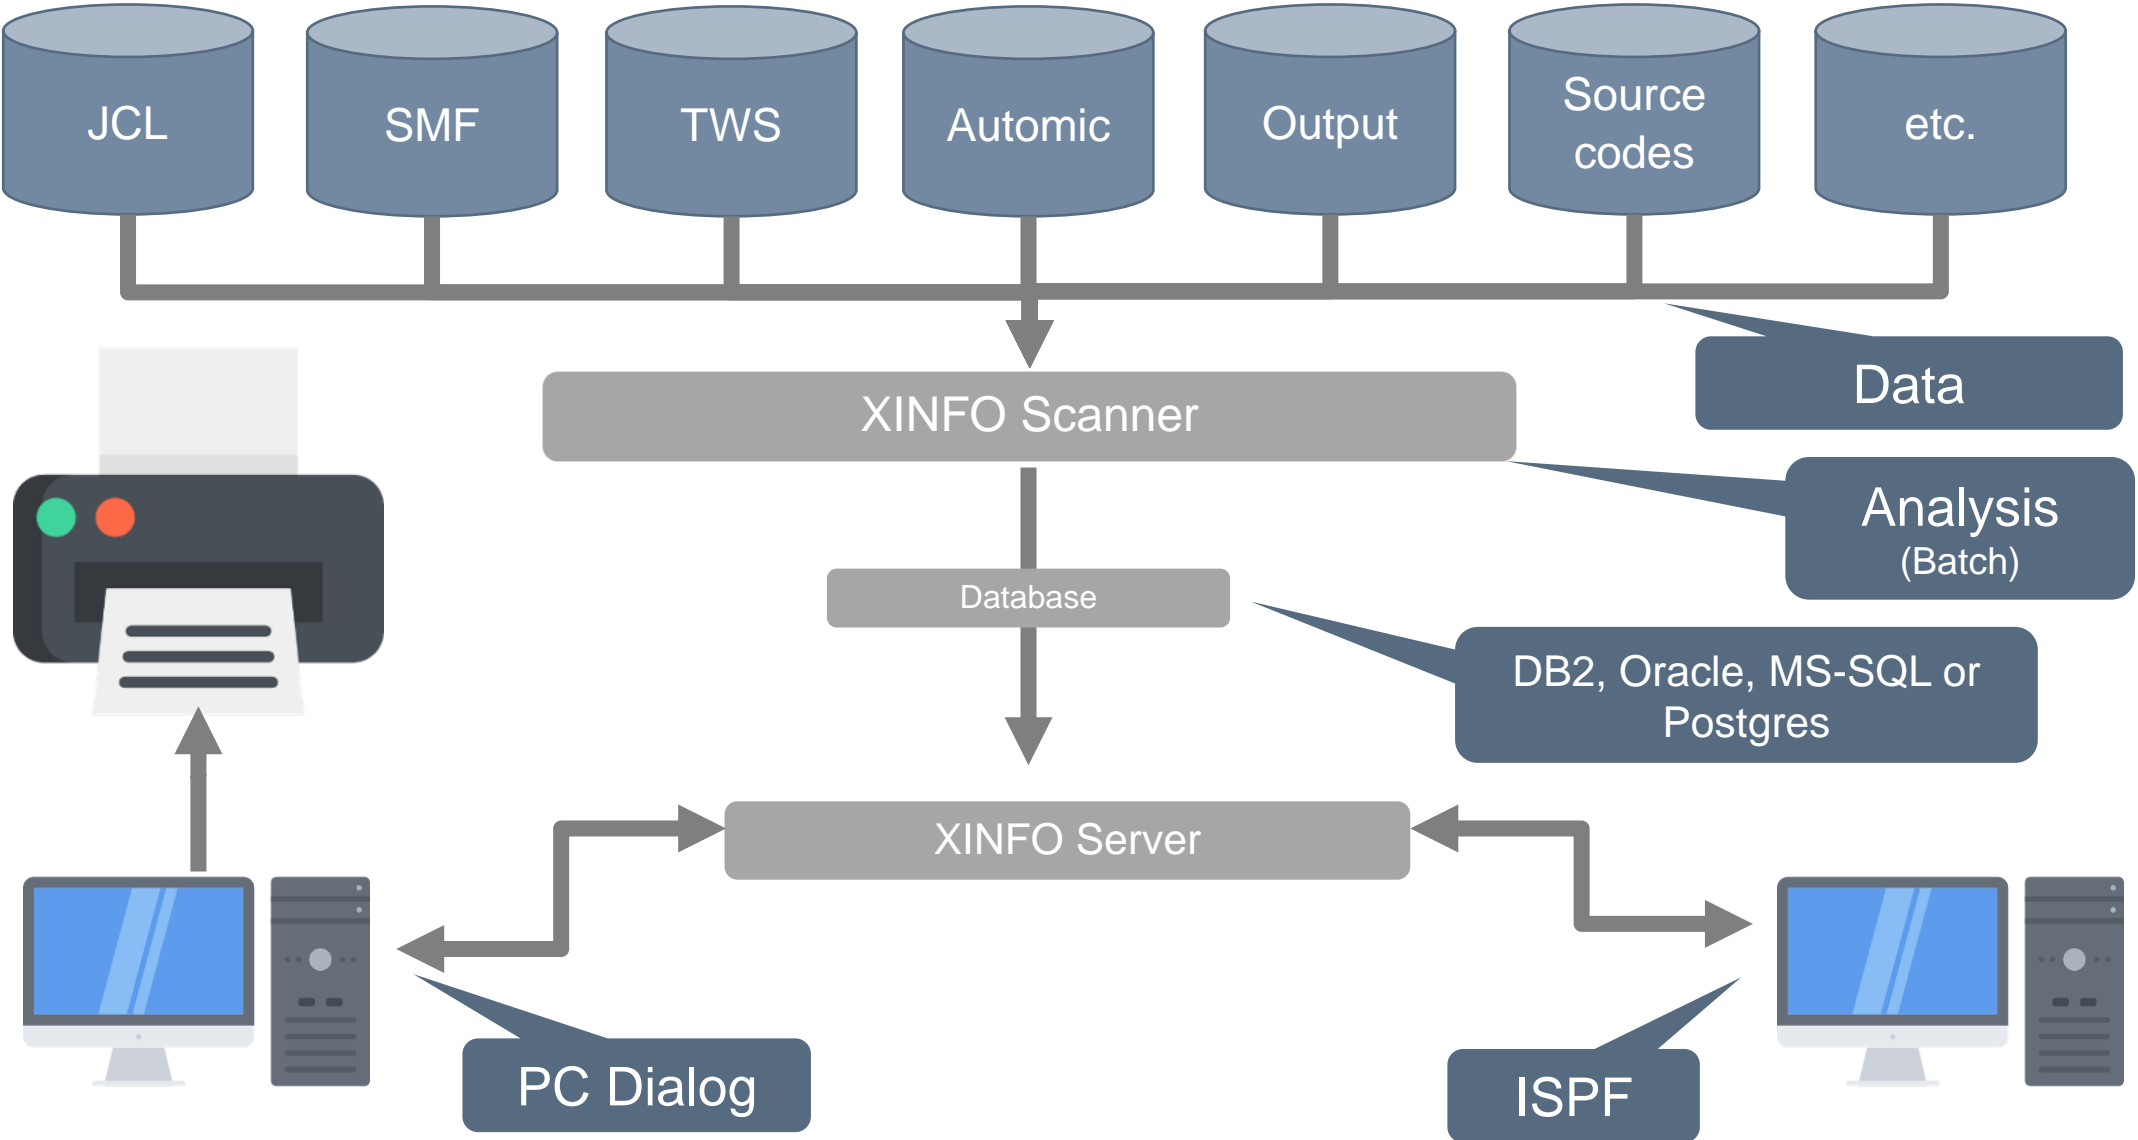 JCL
SMF
TWS
Automic
Output
Source
codes
etc.
Data
XINFO Scanner
Analysis
(Batch)
Database
DB2, Oracle, MS-SQL or
Postgres
XINFO Server
PC Dialog
ISPF